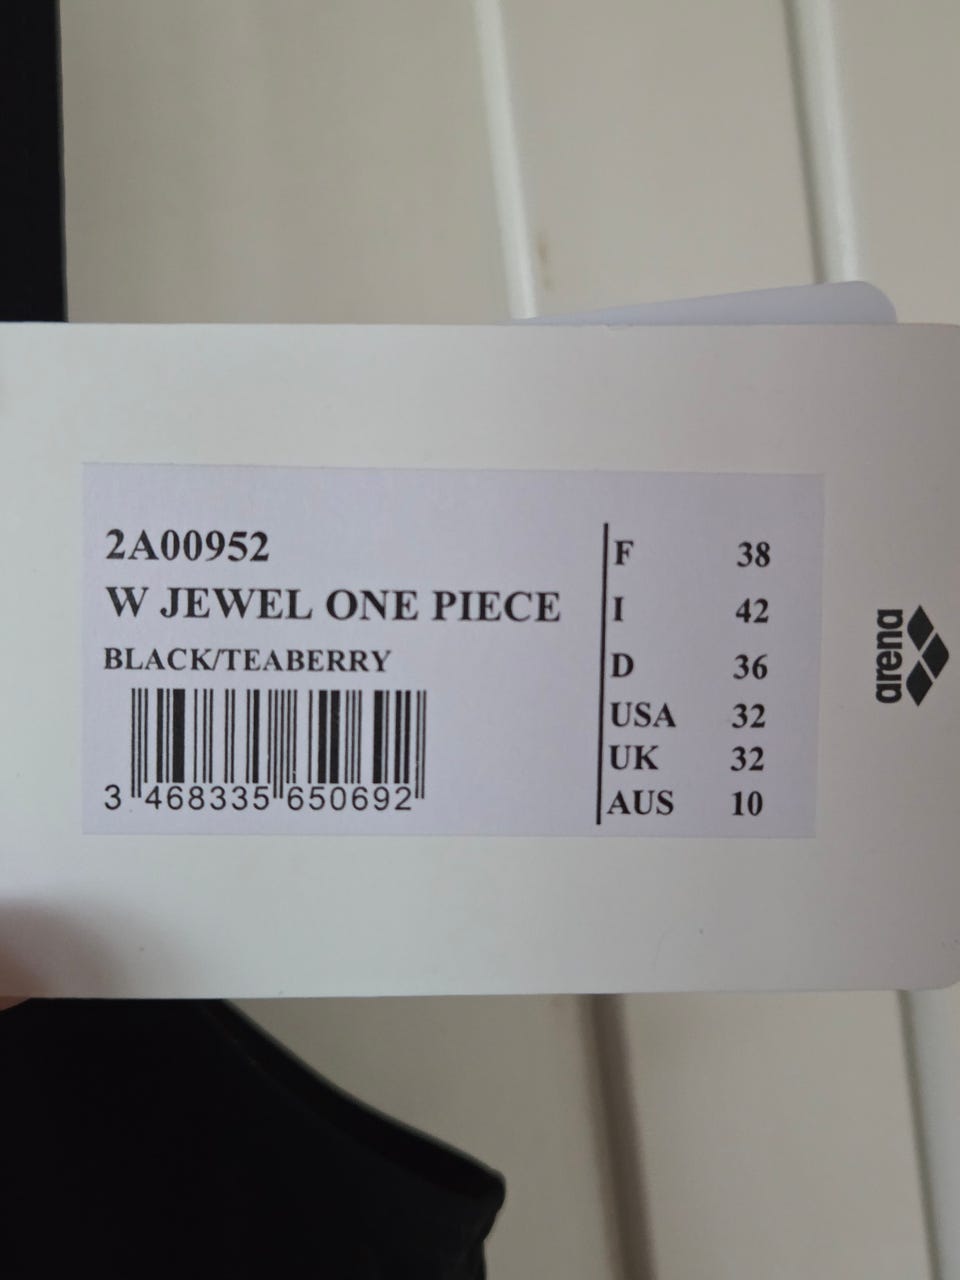 2A00952
W JEWEL ONE PIECE
BLACK/TEABERRY
3 468335 650692
F 38
I 42
D 36
USA 32
UK 32
AUS 10
arena